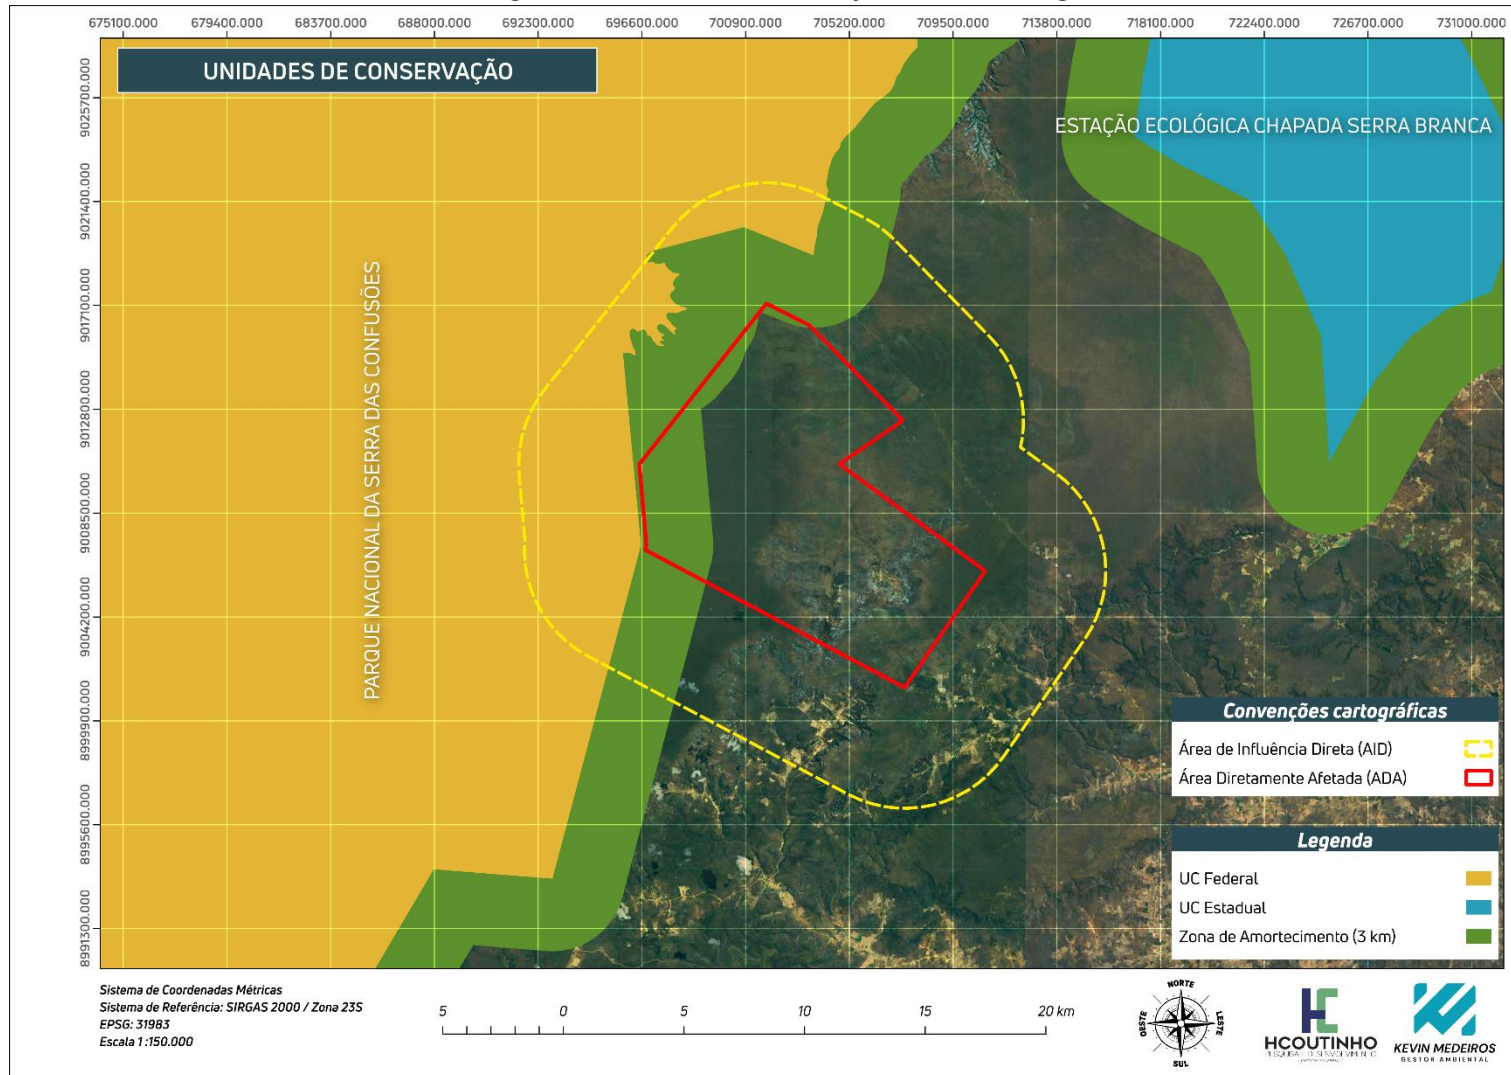 675100.000 679400.000 683700.000 688000.000 692300.000 696600.000 700900.000 705200.000 709500.000 713800.000 718100.000 722400.000 726700.000 731000.000
UNIDADES DE CONSERVAÇÃO
ESTAÇÃO ECOLÓGICA CHAPADA SERRA BRANCA
PARQUE NACIONAL DA SERRA DAS CONFUSÕES
9025700.000
9021400.000
9017100.000
9012800.000
9008500.000
9004200.000
8999900.000
8995600.000
8991300.000
Convenções cartográficas
Área de Influência Direta (AID)
Área Diretamente Afetada (ADA)
Legenda
UC Federal
UC Estadual
Zona de Amortecimento (3 km)
Sistema de Coordenadas Métricas
Sistema de Referência: SIRGAS 2000 / Zona 23S
EPSG: 31983
Escala 1:150.000
5 0 5 10 15 20 km
NORTE
OESTE
LESTE
SUL
HCOUTINHO
KEVIN MEDEIROS
GESTOR AMBIENTAL